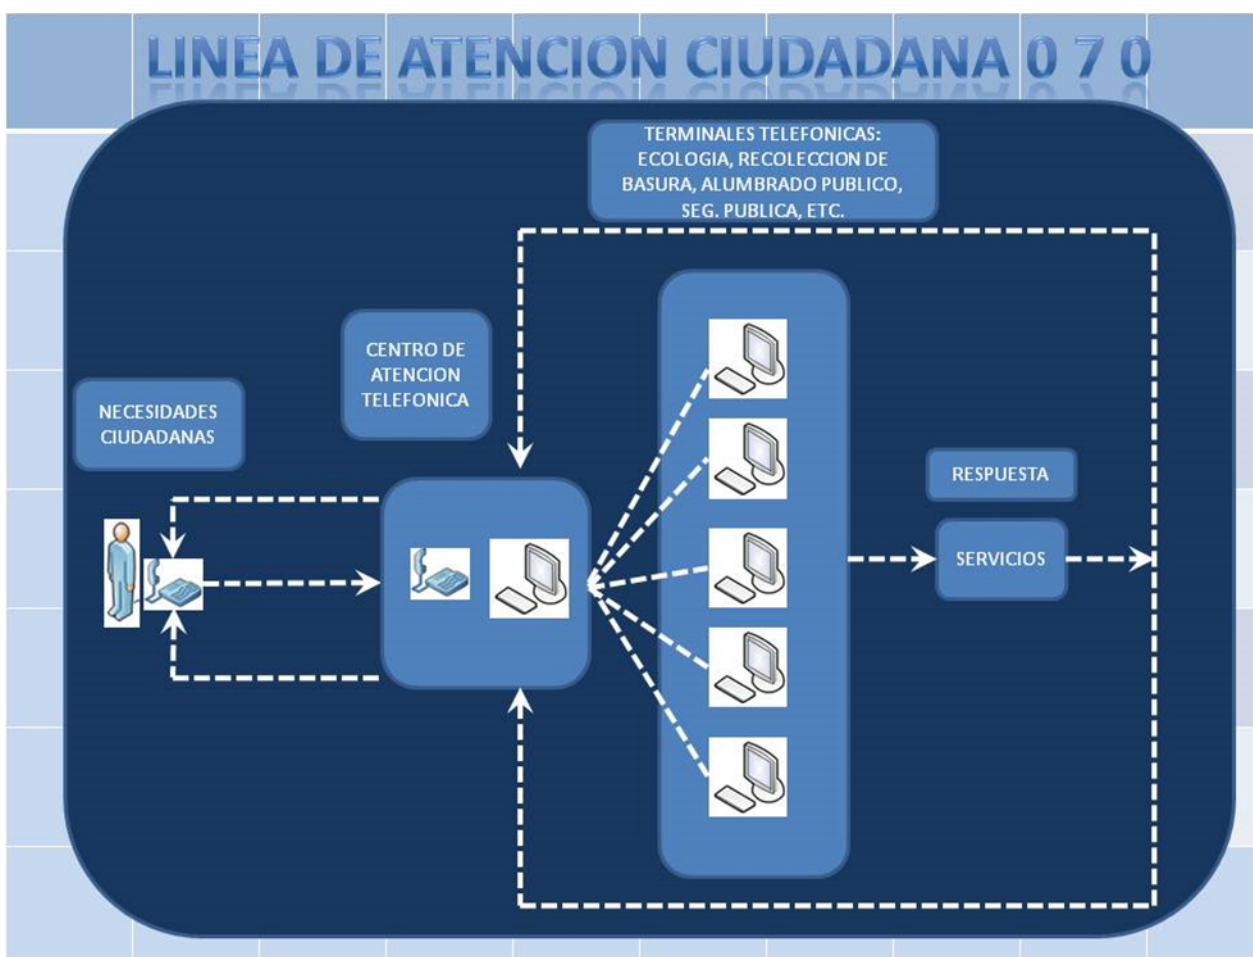 LINEA DE ATENCION CIUDADANA 0 7 0
TERMINALES TELEFONICAS:
ECOLOGIA, RECOLECCION DE
BASURA, ALUMBRADO PUBLICO,
SEG. PUBLICA, ETC.
CENTRO DE
ATENCION
TELEFONICA
NECESIDADES
CIUDADANAS
RESPUESTA
SERVICIOS